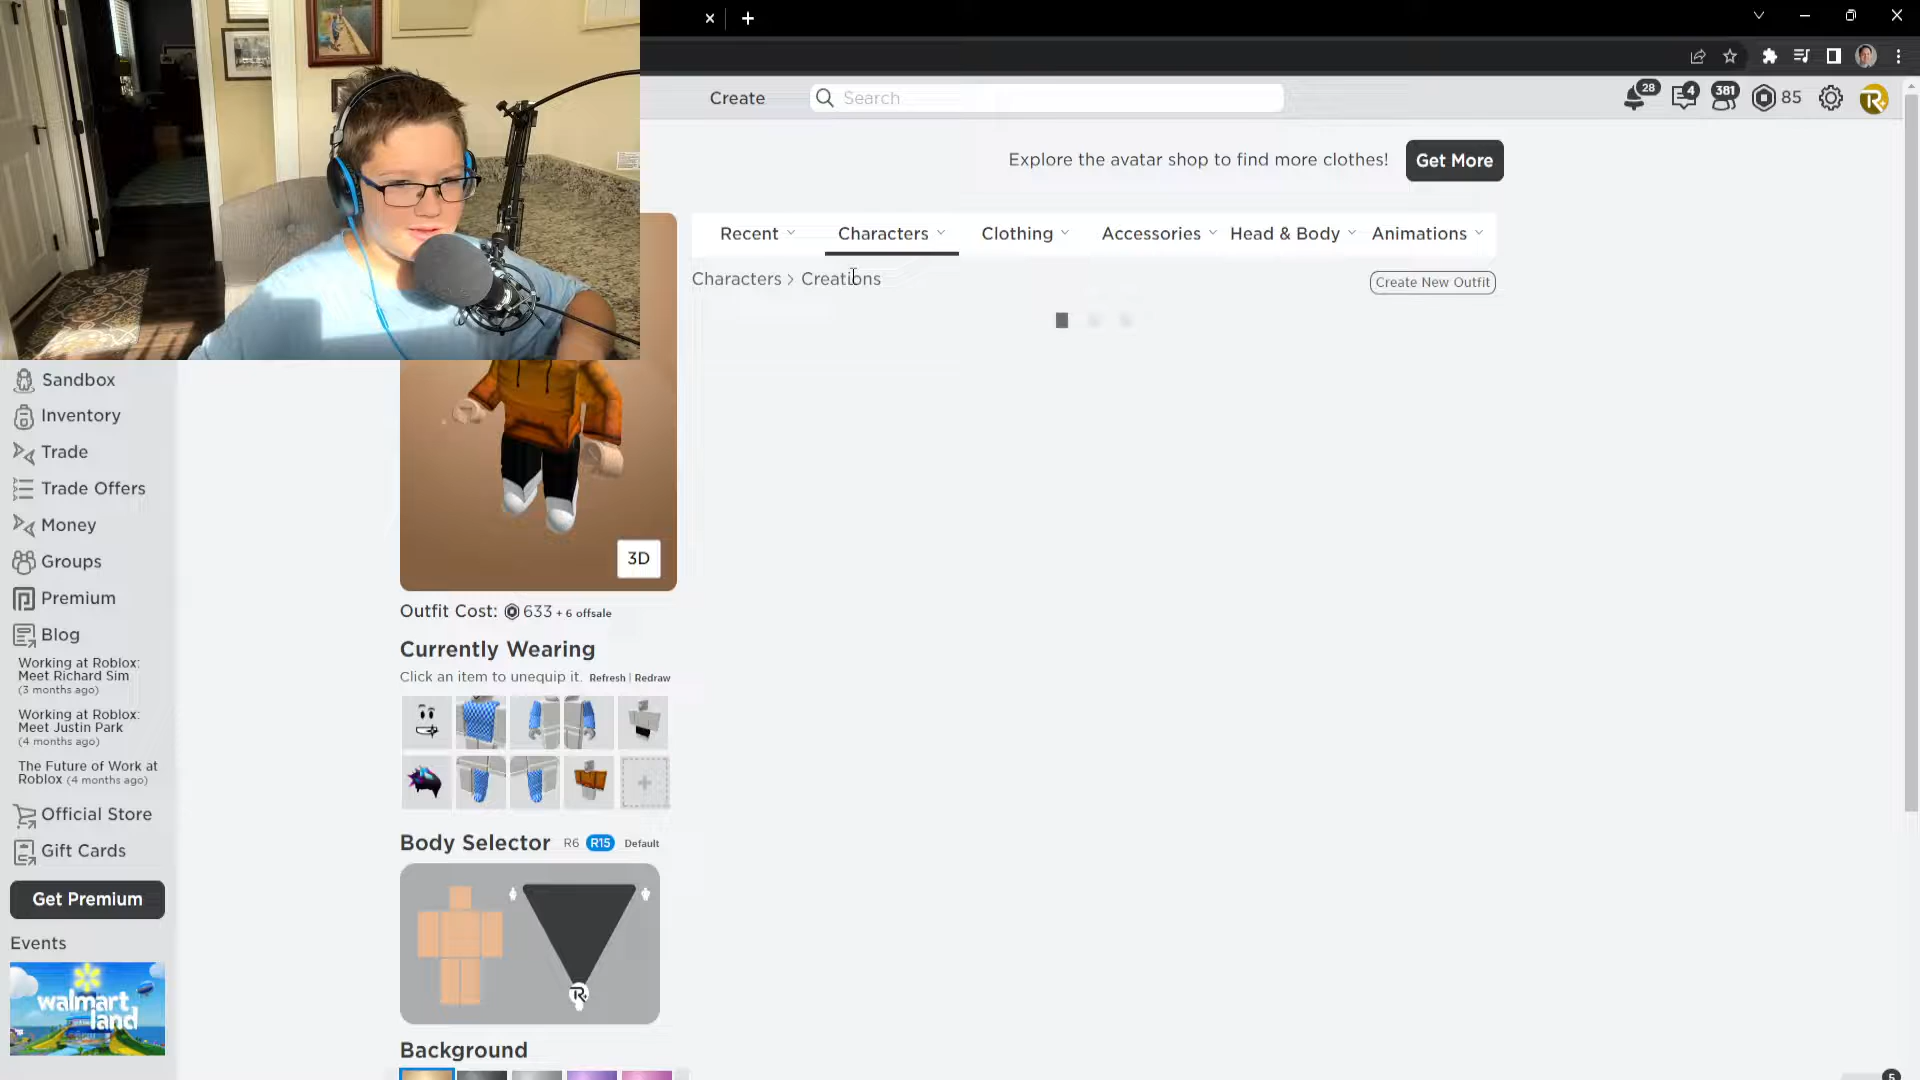 Create
Search
28
4
381
85
Explore the avatar shop to find more clothes!
Get More
Recent
Characters
Clothing
Accessories
Head & Body
Animations
Characters > Creations
Create New Outfit
Sandbox
Inventory
Trade
Trade Offers
Money
Groups
Premium
Blog
Working at Roblox:
Meet Richard Sim
(3 months ago)
Working at Roblox:
Meet Justin Park
(4 months ago)
The Future of Work at
Roblox (4 months ago)
Official Store
Gift Cards
Get Premium
Events
walmart
land
3D
Outfit Cost: 633 + 6 offsale
Currently Wearing
Click an item to unequip it. Refresh | Redraw
Body Selector R6 R15 Default
Background
5